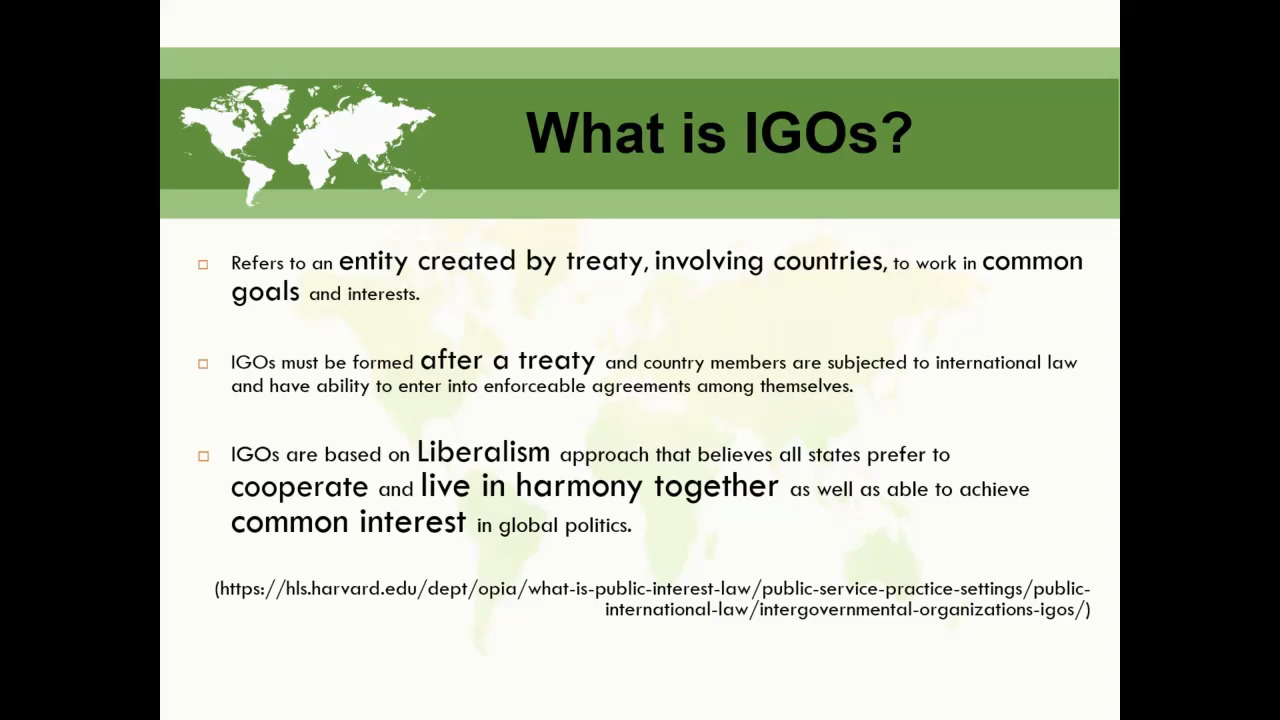 What is IGOs?
Refers to an entity created by treaty, involving countries, to work in common
goals and interests.
IGOs must be formed after a treaty and country members are subjected to international law
and have ability to enter into enforceable agreements among themselves.
IGOs are based on Liberalism approach that believes all states prefer to
cooperate and live in harmony together as well as able to achieve
common interest in global politics.
(https://hls.harvard.edu/dept/opia/what-is-public-interest-law/public-service-practice-settings/public-
international-law/intergovernmental-organizations-igos/)